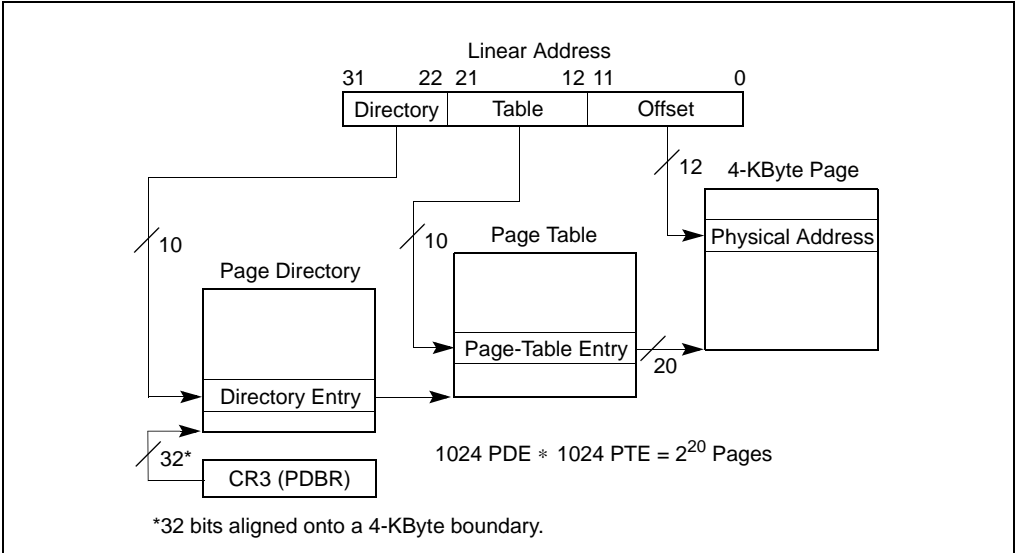 Linear Address
31 22 21 12 11 0
Directory Table Offset
12
4-KByte Page
Physical Address
10
10
Page Table
Page Directory
Page-Table Entry
20
Directory Entry
1024 PDE * 1024 PTE = 2^20 Pages
32*
CR3 (PDBR)
*32 bits aligned onto a 4-KByte boundary.